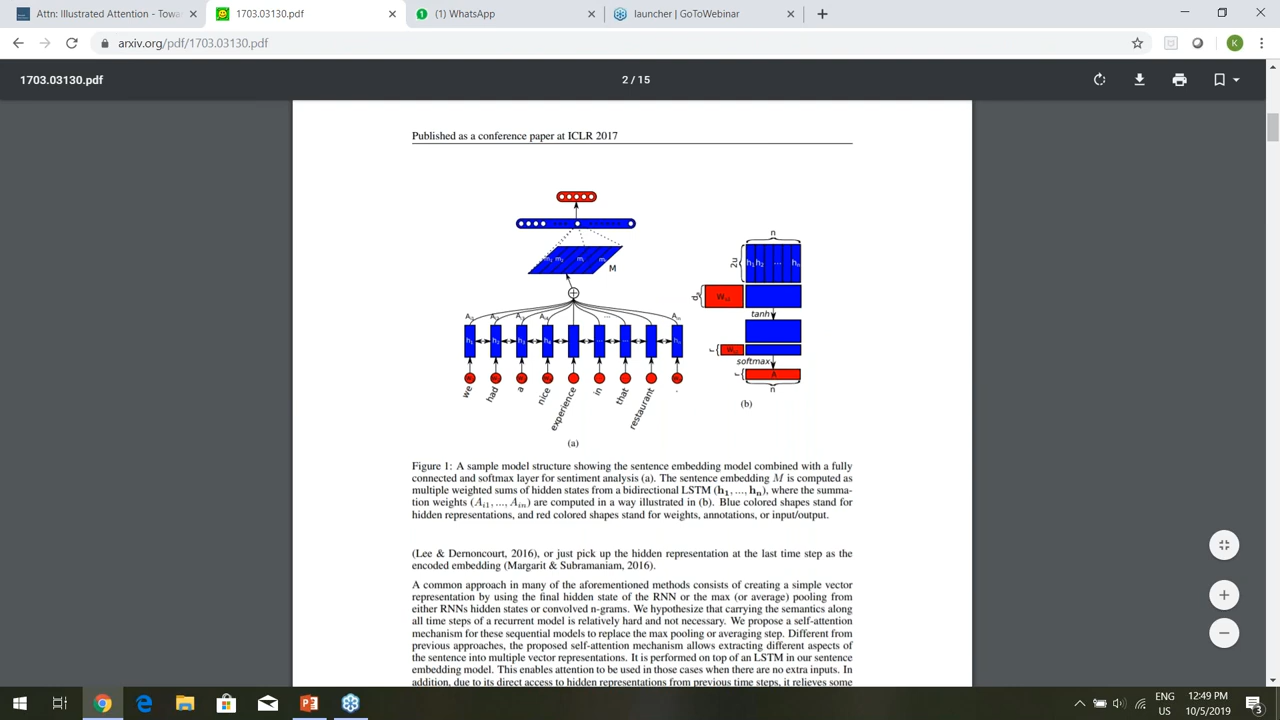 Attn: Illustrated Attention - Towa
1703.03130.pdf
(1) WhatsApp
launcher | GoToWebinar
arxiv.org/pdf/1703.03130.pdf
K
1703.03130.pdf
2 / 15
Published as a conference paper at ICLR 2017
M
we
had
a
nice
experience
in
that
restaurant
.
(a)
n
2u
h1 h2 ... hn
tanh
r
softmax
r
A
n
(b)
Figure 1: A sample model structure showing the sentence embedding model combined with a fully
connected and softmax layer for sentiment analysis (a). The sentence embedding M is computed as
multiple weighted sums of hidden states from a bidirectional LSTM (h1, ..., hn), where the summa-
tion weights (Ai1, ..., Ain) are computed in a way illustrated in (b). Blue colored shapes stand for
hidden representations, and red colored shapes stand for weights, annotations, or input/output.
(Lee & Dernoncourt, 2016), or just pick up the hidden representation at the last time step as the
encoded embedding (Margarit & Subramaniam, 2016).
A common approach in many of the aforementioned methods consists of creating a simple vector
representation by using the final hidden state of the RNN or the max (or average) pooling from
either RNNs hidden states or convolved n-grams. We hypothesize that carrying the semantics along
all time steps of a recurrent model is relatively hard and not necessary. We propose a self-attention
mechanism for these sequential models to replace the max pooling or averaging step. Different from
previous approaches, the proposed self-attention mechanism allows extracting different aspects of
the sentence into multiple vector representations. It is performed on top of an LSTM in our sentence
embedding model. This enables attention to be used in those cases when there are no extra inputs. In
addition, due to its direct access to hidden representations from previous time steps, it relieves some
ENG
US
12:49 PM
10/5/2019
3